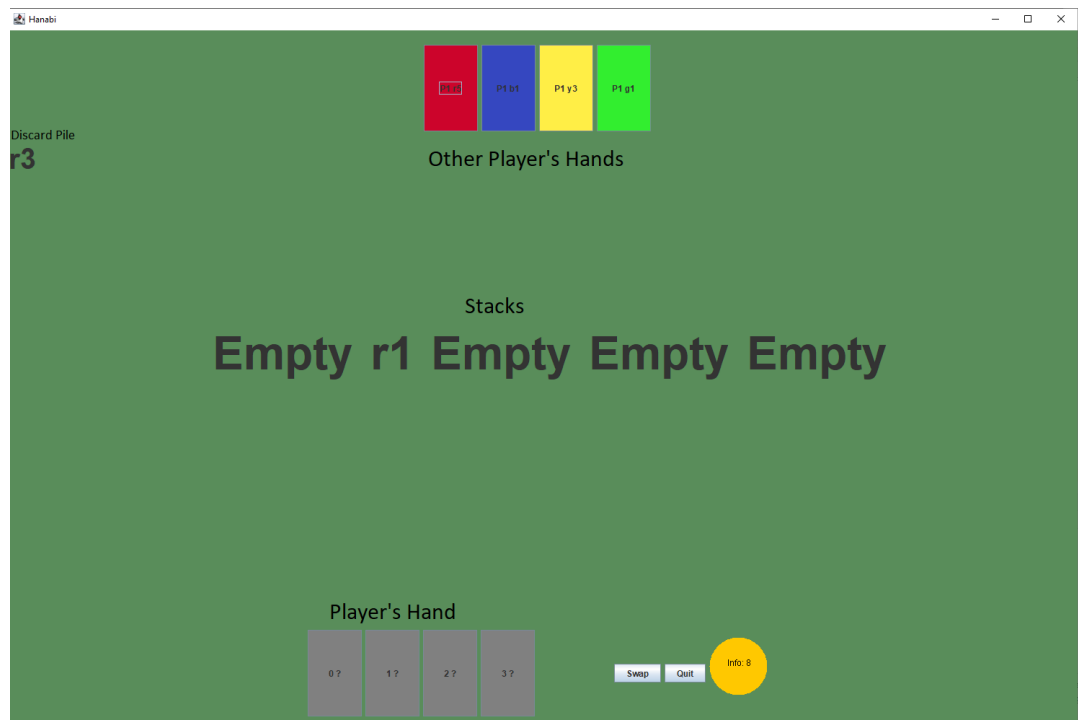 Hanabi
P1 b1 P1 y3 P1 g1
Discard Pile
r3
Other Player's Hands
Stacks
Empty r1 Empty Empty Empty
Player's Hand
0 ? 1 ? 2 ? 3 ?
Swap Quit Info: 8